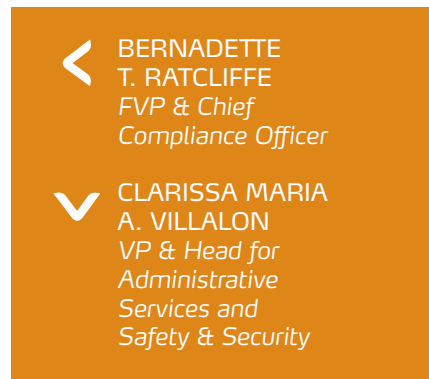 BERNADETTE
T. RATCLIFFE
FVP & Chief
Compliance Officer
CLARISSA MARIA
A. VILLALON
VP & Head for
Administrative
Services and
Safety & Security